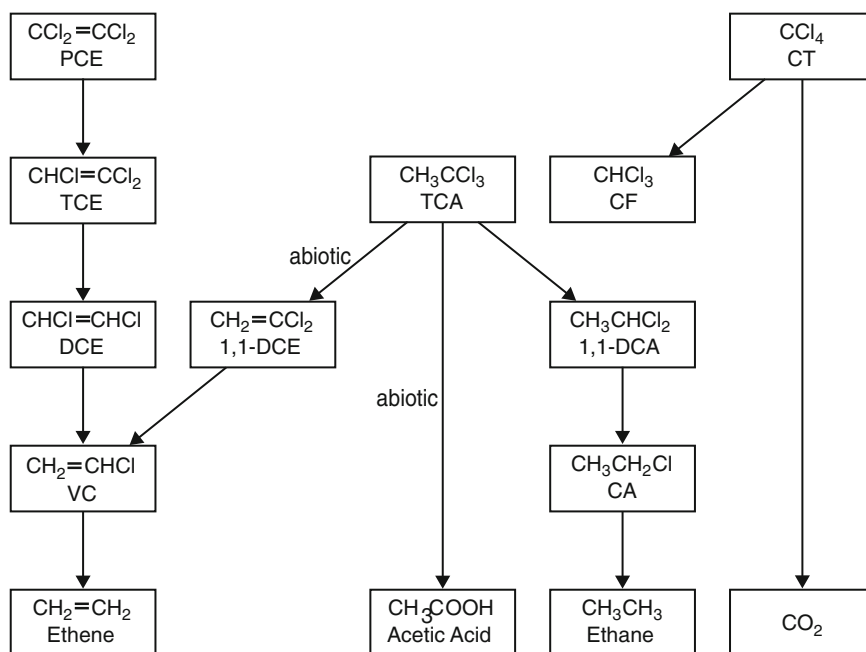 CCl₂=CCl₂
PCE
CCl₄
CT
CHCl=CCl₂
TCE
CH₃CCl₃
TCA
CHCl₃
CF
abiotic
CHCl=CHCl
DCE
CH₂=CCl₂
1,1-DCE
CH₃CHCl₂
1,1-DCA
abiotic
CH₂=CHCl
VC
CH₃CH₂Cl
CA
CH₂=CH₂
Ethene
CH₃COOH
Acetic Acid
CH₃CH₃
Ethane
CO₂